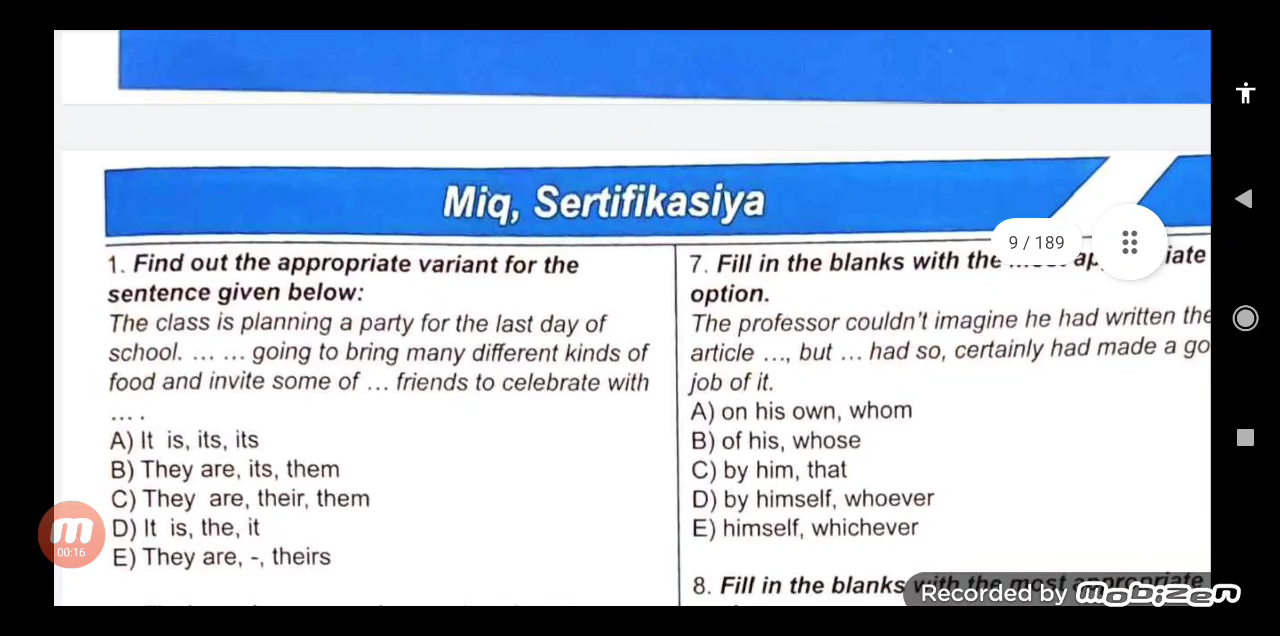 Miq, Sertifikasiya
9 / 189
1. Find out the appropriate variant for the
sentence given below:
The class is planning a party for the last day of
school. ... ... going to bring many different kinds of
food and invite some of ... friends to celebrate with
... .
A) It is, its, its
B) They are, its, them
C) They are, their, them
D) It is, the, it
E) They are, -, theirs
7. Fill in the blanks with the
option.
The professor couldn't imagine he had written the
article ..., but ... had so, certainly had made a go
job of it.
A) on his own, whom
B) of his, whose
C) by him, that
D) by himself, whoever
E) himself, whichever
8. Fill in the blanks with the most appropriate
00:16
Recorded by mobizen